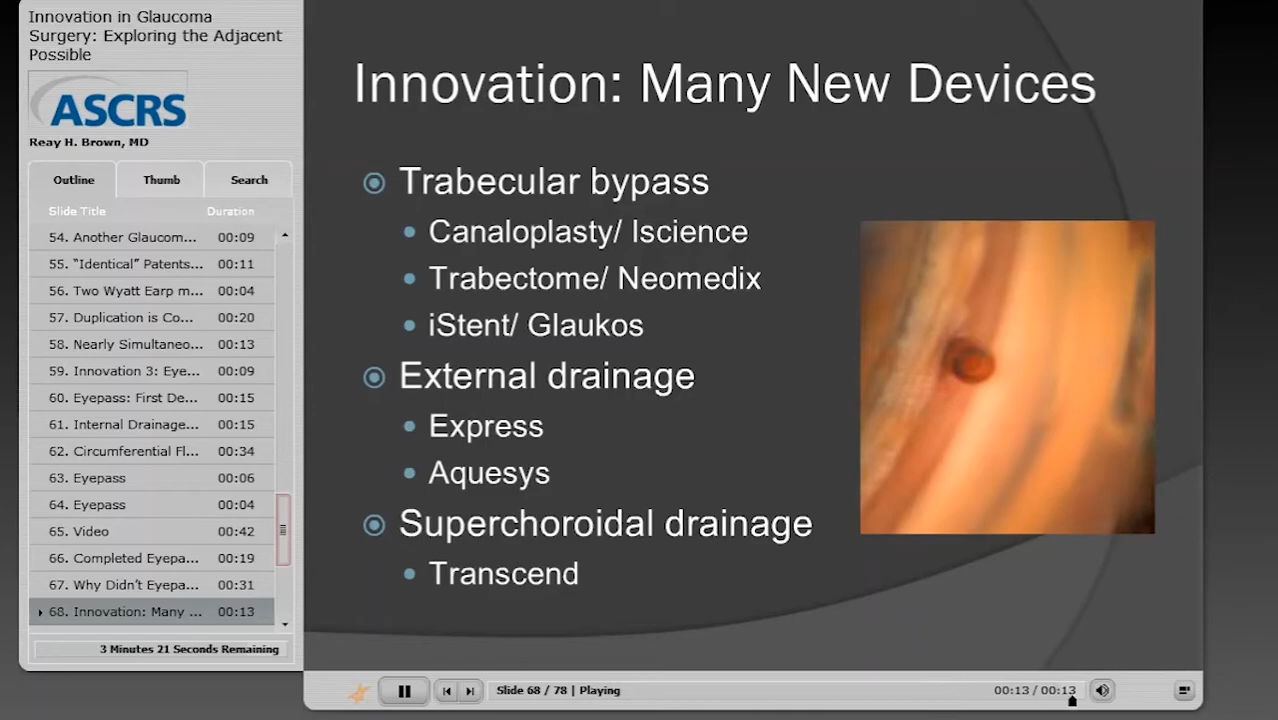 Innovation in Glaucoma
Surgery: Exploring the Adjacent
Possible
ASCRS
Reay H. Brown, MD
Outline
Thumb
Search
Slide Title
Duration
54. Another Glaucom... 00:09
55. "Identical" Patents... 00:11
56. Two Wyatt Earp m... 00:04
57. Duplication is Co... 00:20
58. Nearly Simultaneo... 00:13
59. Innovation 3: Eye... 00:09
60. Eyepass: First De... 00:15
61. Internal Drainage... 00:15
62. Circumferential Fl... 00:34
63. Eyepass 00:06
64. Eyepass 00:04
65. Video 00:42
66. Completed Eyepa... 00:19
67. Why Didn't Eyepa... 00:31
68. Innovation: Many ... 00:13
3 Minutes 21 Seconds Remaining
Innovation: Many New Devices
Trabecular bypass
Canaloplasty/ Iscience
Trabectome/ Neomedix
iStent/ Glaukos
External drainage
Express
Aquesys
Superchoroidal drainage
Transcend
Slide 68 / 78 | Playing
00:13 / 00:13